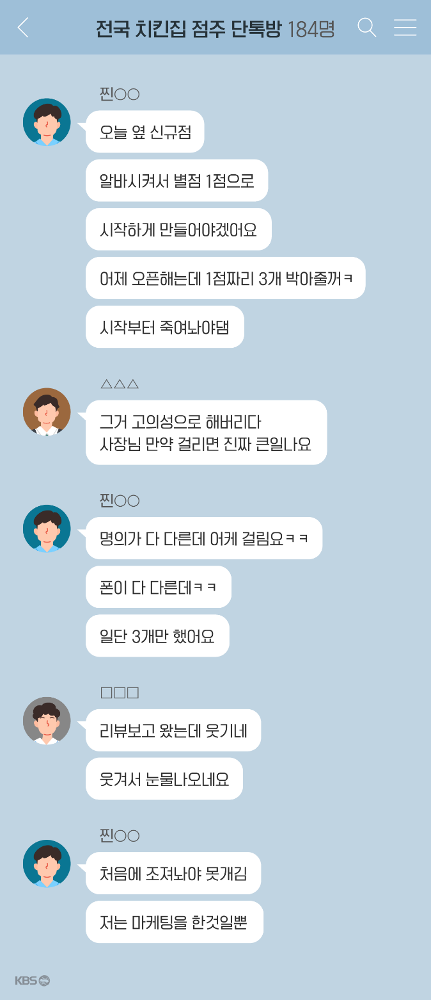 전국 치킨집 점주 단톡방 184명
찐○○
오늘 옆 신규점
알바시켜서 별점 1점으로
시작하게 만들어야겠어요
어제 오픈해는데 1점짜리 3개 박아줄꺼ㅋ
시작부터 죽여놔야댐
△△△
그거 고의성으로 해버리다
사장님 만약 걸리면 진짜 큰일나요
찐○○
명의가 다 다른데 어케 걸림요ㅋㅋ
폰이 다 다른데ㅋㅋ
일단 3개만 했어요
□□□
리뷰보고 왔는데 웃기네
웃겨서 눈물나오네요
찐○○
처음에 조져놔야 못개김
저는 마케팅을 한것일뿐
KBS